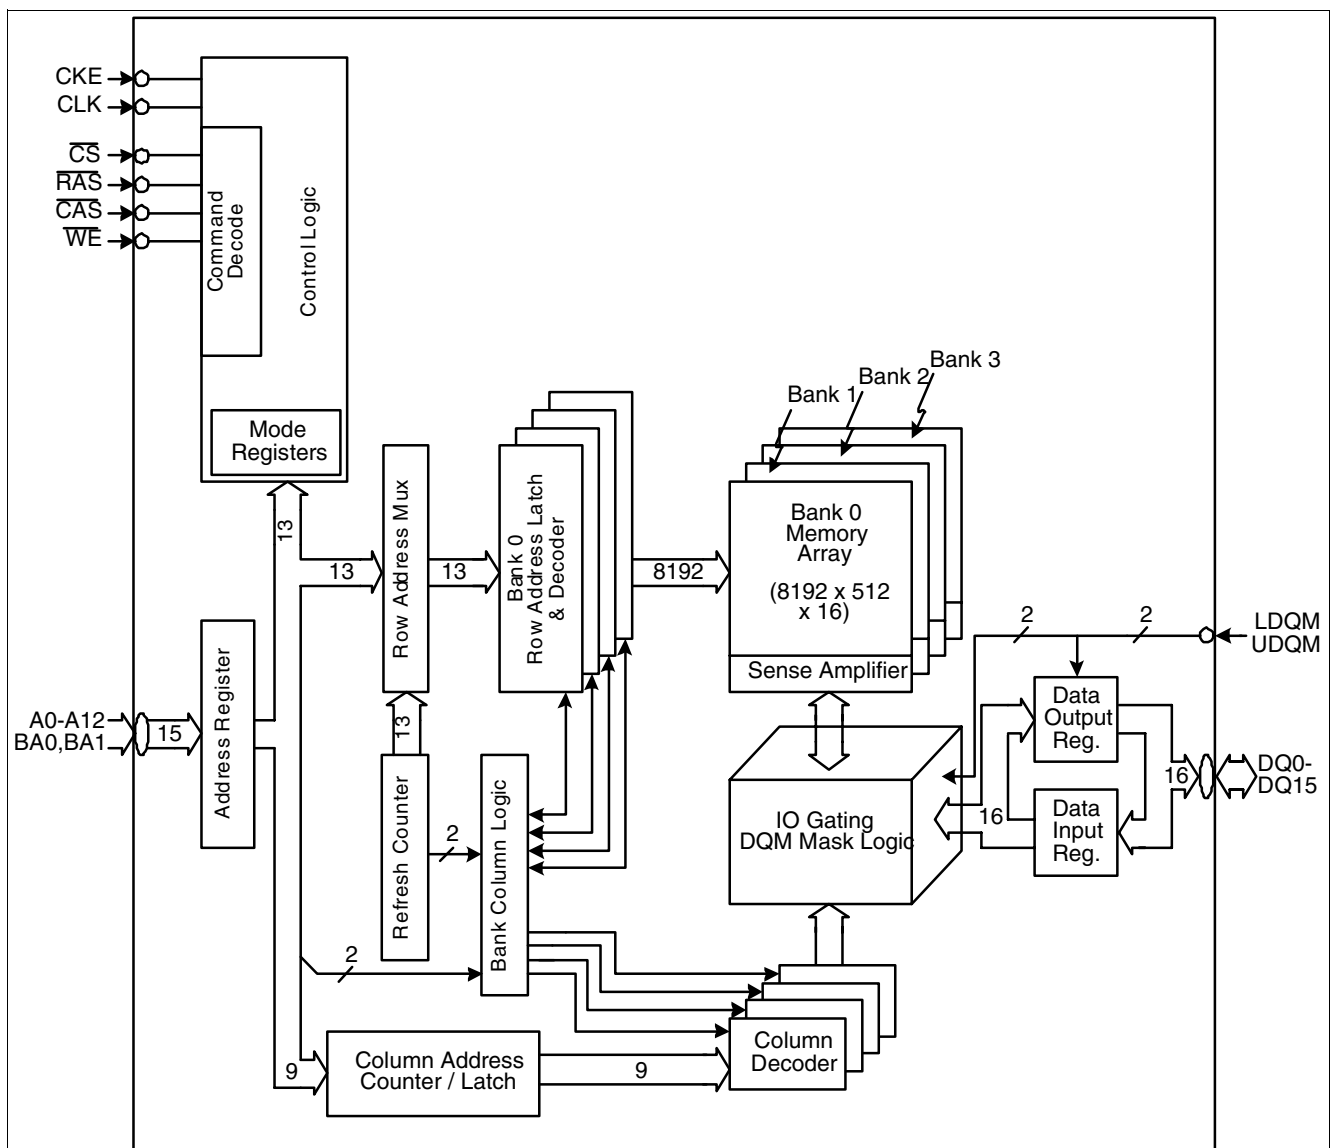 CKE
CLK
CS
RAS
CAS
WE
Command
Decode
Control Logic
Mode
Registers
Bank 3
Bank 2
Bank 1
13
13
Row Address Mux
13
Bank 0
Row Address Latch
& Decoder
8192
Bank 0
Memory
Array
(8192 x 512
x 16)
Sense Amplifier
2
2
LDQM
UDQM
A0-A12
BA0,BA1
15
Address Register
13
Refresh Counter
2
Bank Column Logic
IO Gating
DQM Mask Logic
16
Data
Output
Reg.
Data
Input
Reg.
16
DQ0-
DQ15
2
9
Column Address
Counter / Latch
9
Column
Decoder